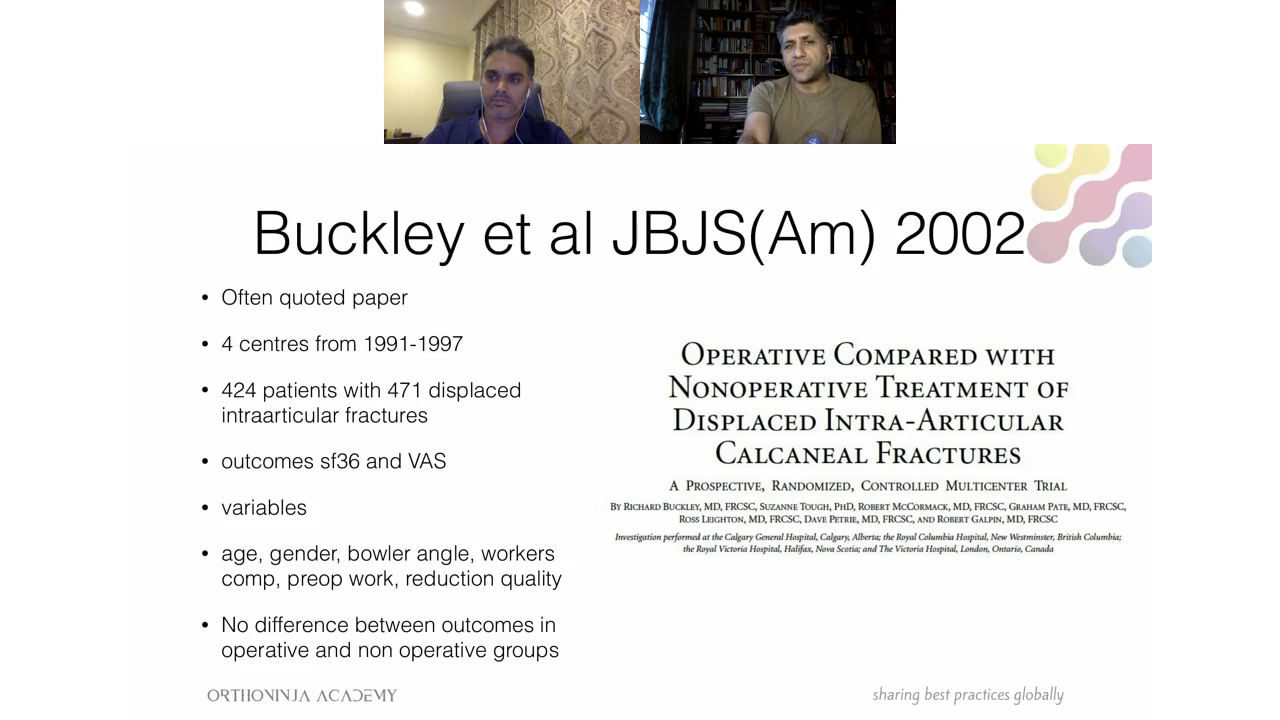 Buckley et al JBJS(Am) 2002
• Often quoted paper
• 4 centres from 1991-1997
• 424 patients with 471 displaced
intraarticular fractures
• outcomes sf36 and VAS
• variables
• age, gender, bowler angle, workers
comp, preop work, reduction quality
• No difference between outcomes in
operative and non operative groups
OPERATIVE COMPARED WITH
NONOPERATIVE TREATMENT OF
DISPLACED INTRA-ARTICULAR
CALCANEAL FRACTURES
A PROSPECTIVE, RANDOMIZED, CONTROLLED MULTICENTER TRIAL
BY RICHARD BUCKLEY, MD, FRCSC, SUZANNE TOUGH, PHD, ROBERT MCCORMACK, MD, FRCSC, GRAHAM PATE, MD, FRCSC,
ROSS LEIGHTON, MD, FRCSC, DAVE PETRIE, MD, FRCSC, AND ROBERT GALPIN, MD, FRCSC
Investigation performed at the Calgary General Hospital, Calgary, Alberta; the Royal Columbia Hospital, New Westminster, British Columbia;
the Royal Victoria Hospital, Halifax, Nova Scotia; and The Victoria Hospital, London, Ontario, Canada
ORTHONINJA ACADEMY
sharing best practices globally